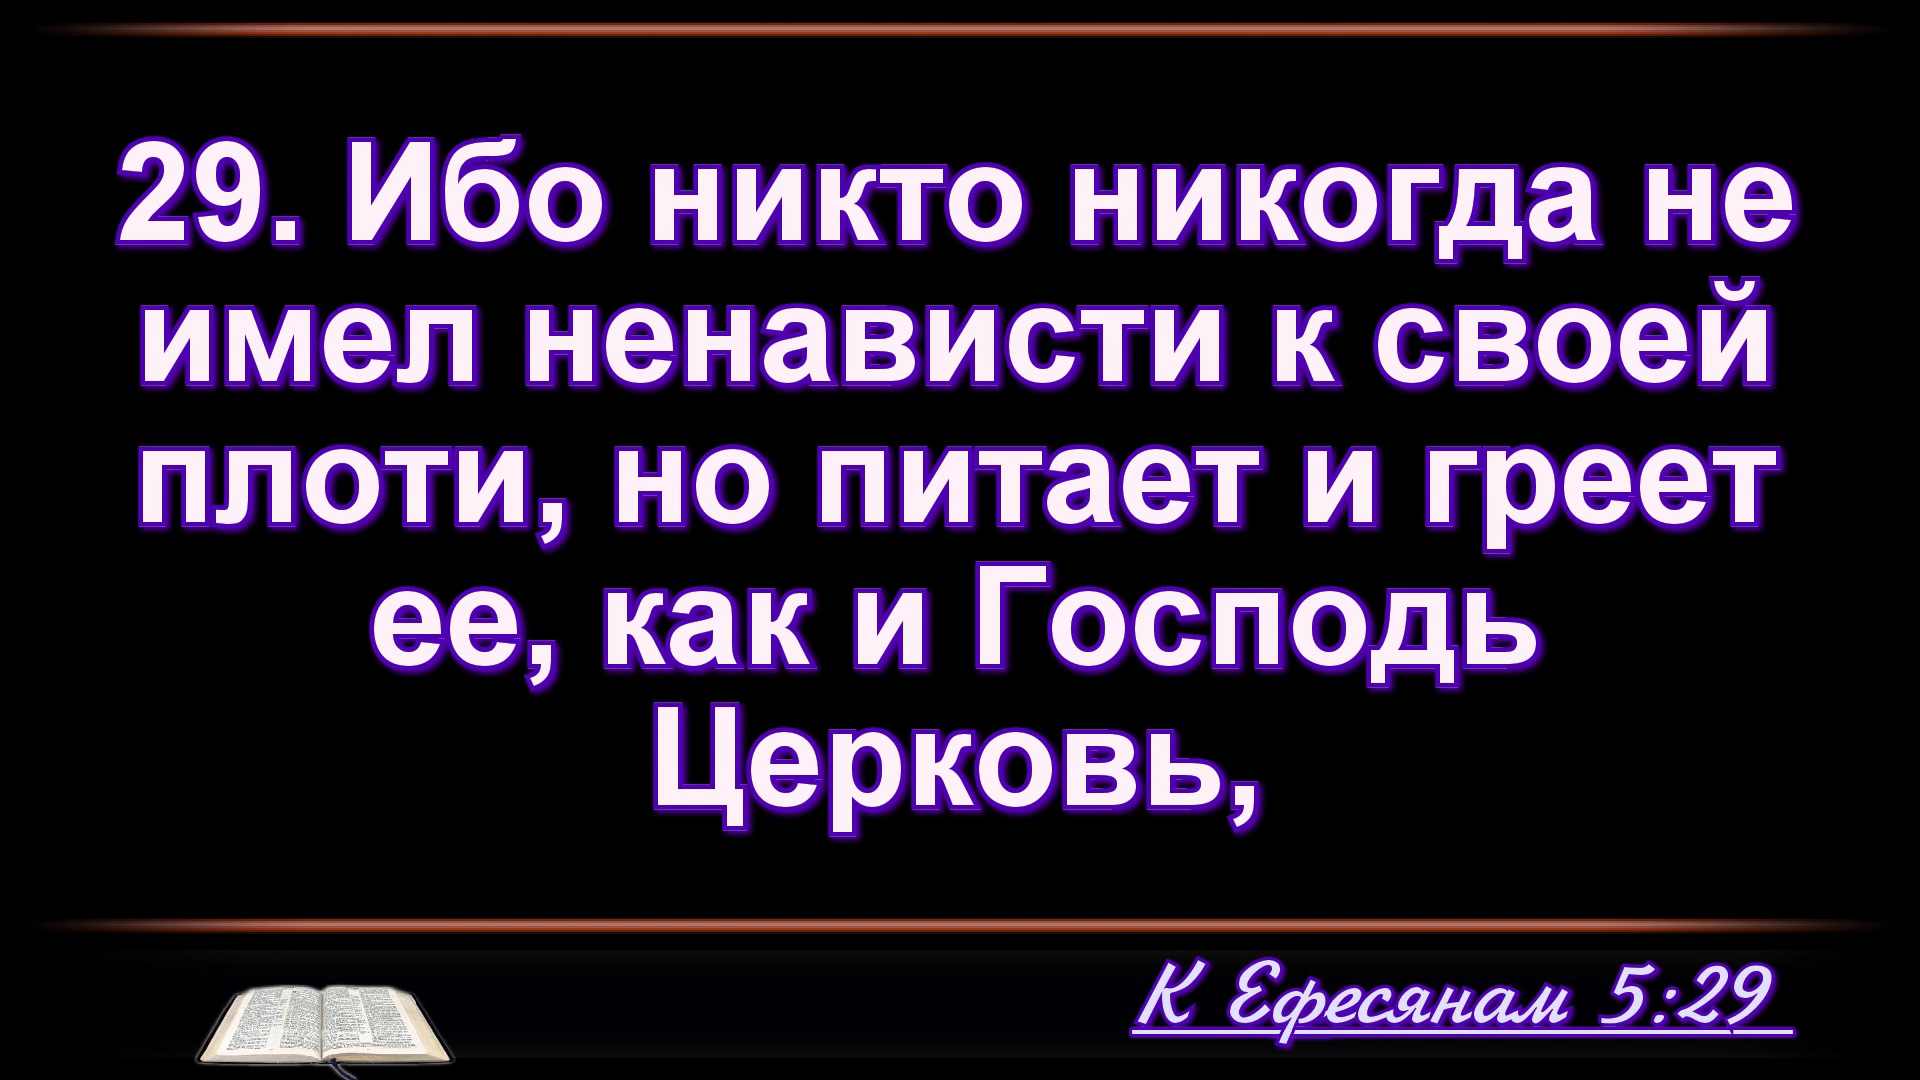 29. Ибо никто никогда не
имел ненависти к своей
плоти, но питает и греет
ее, как и Господь
Церковь,
К Ефесянам 5:29